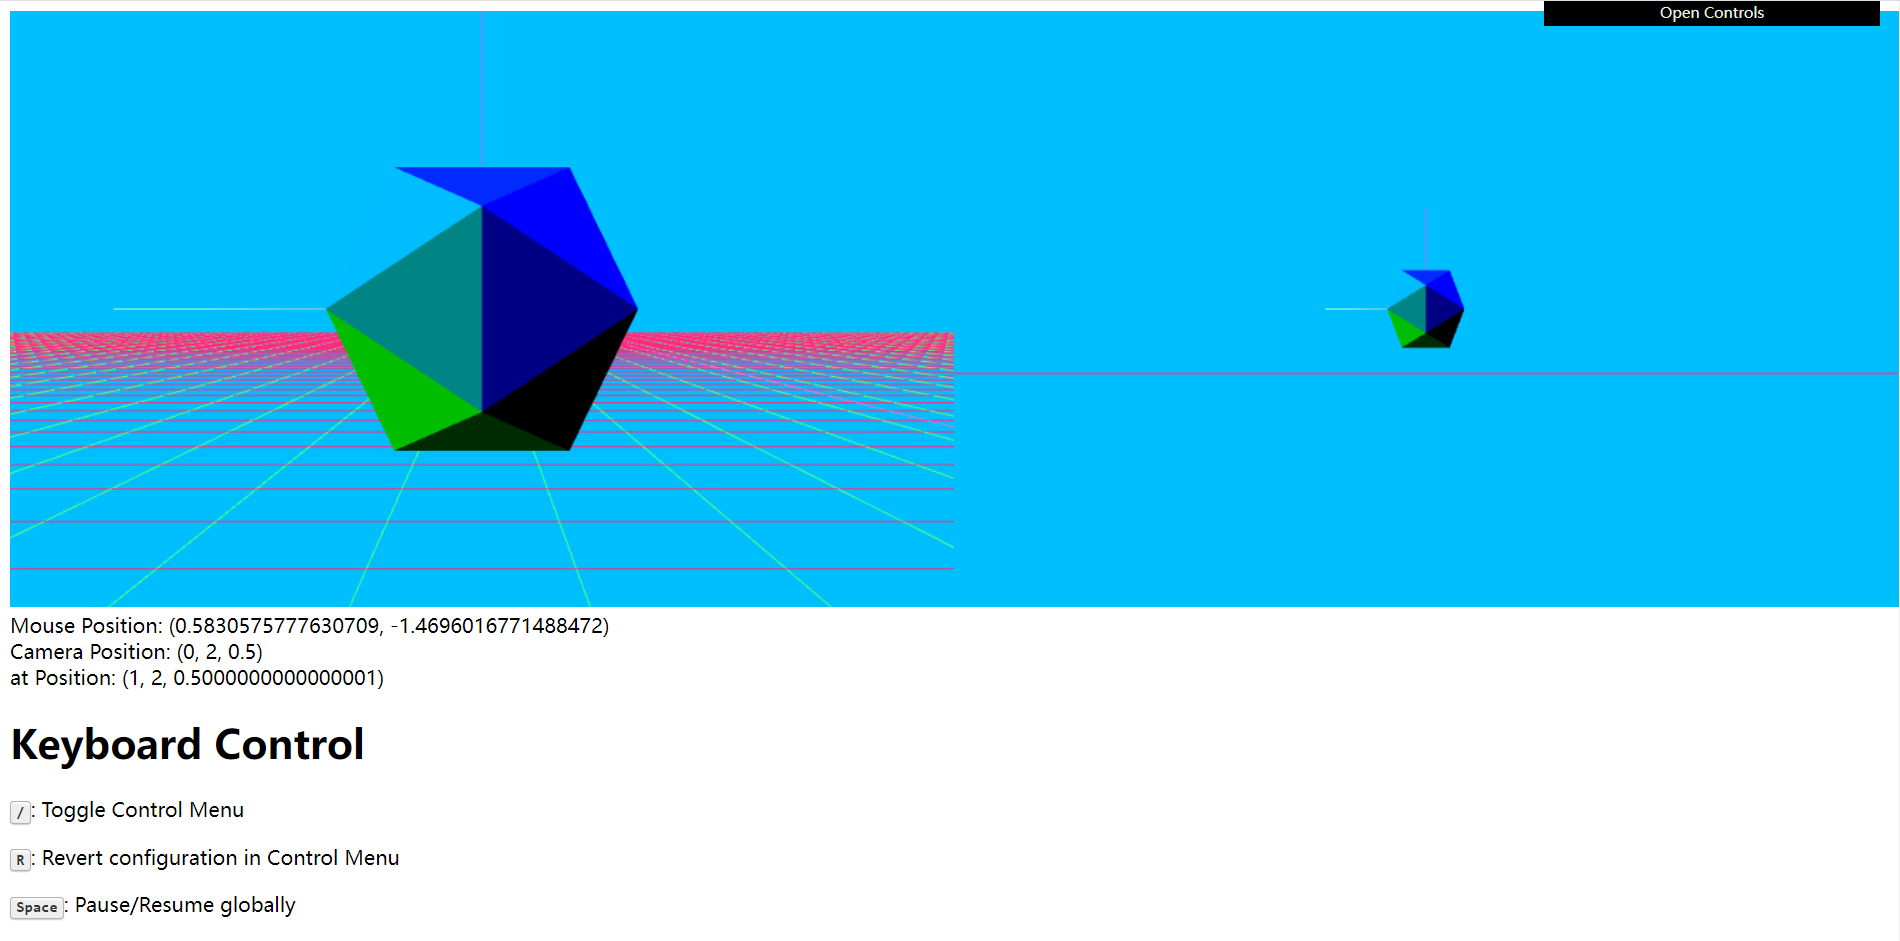 Open Controls
Mouse Position: (0.5830575777630709, -1.4696016771488472)
Camera Position: (0, 2, 0.5)
at Position: (1, 2, 0.5000000000000001)
Keyboard Control
/: Toggle Control Menu
R: Revert configuration in Control Menu
Space: Pause/Resume globally